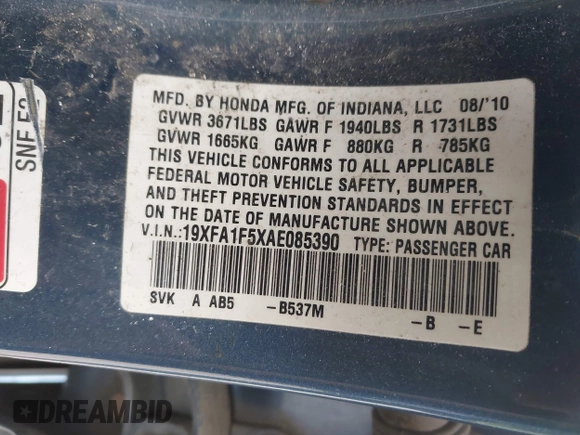 MFD. BY HONDA MFG. OF INDIANA, LLC 08/'10
GVWR 3671LBS GAWR F 1940LBS R 1731LBS
GVWR 1665KG GAWR F 880KG R 785KG
THIS VEHICLE CONFORMS TO ALL APPLICABLE
FEDERAL MOTOR VEHICLE SAFETY, BUMPER,
AND THEFT PREVENTION STANDARDS IN EFFECT
ON THE DATE OF MANUFACTURE SHOWN ABOVE.
V.I.N.:19XFA1F5XAE085390 TYPE: PASSENGER CAR
SVK A AB5 -B537M -B -E
SNF
DREAMBID